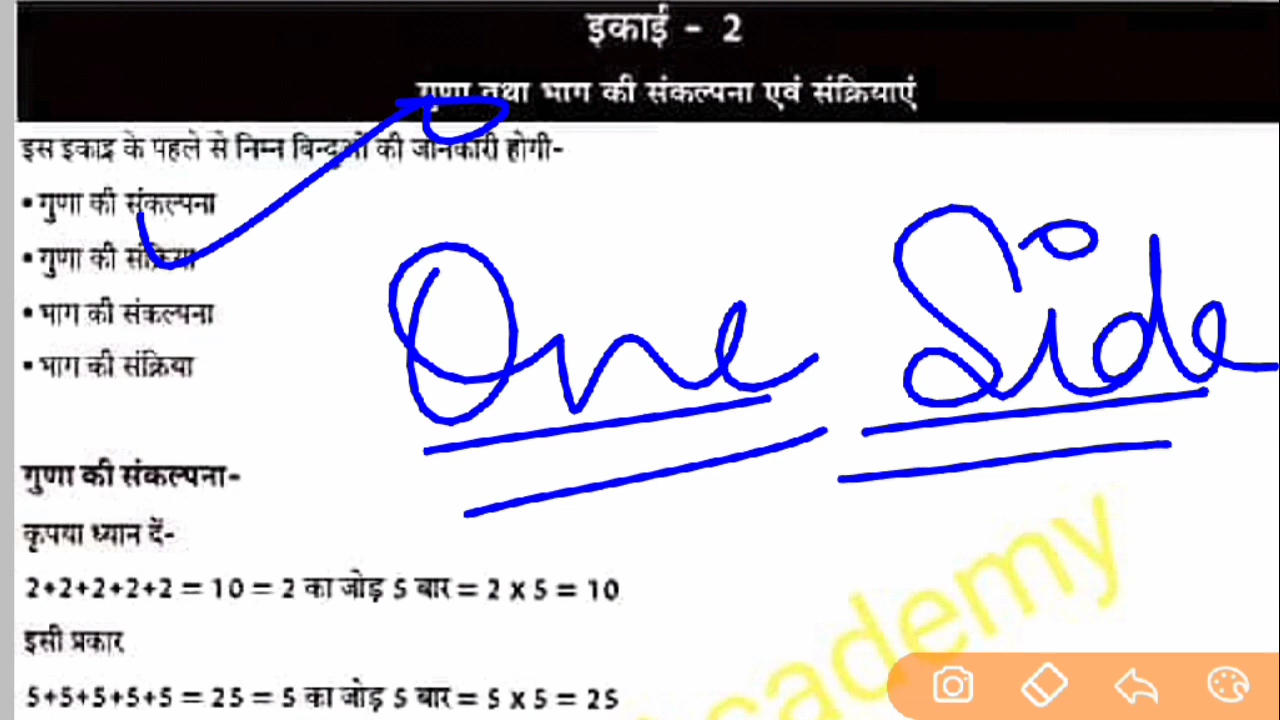 इकाई - 2
गुणा तथा भाग की संकल्पना एवं संक्रियाएं
इस इकाई के पहले से निम्न बिन्दुओं की जानकारी होगी-
• गुणा की संकल्पना
• गुणा की संक्रिया
• भाग की संकल्पना
• भाग की संक्रिया
One Side
गुणा की संकल्पना-
कृपया ध्यान दें-
2+2+2+2+2 = 10 = 2 का जोड़ 5 बार = 2 x 5 = 10
इसी प्रकार
5+5+5+5+5 = 25 = 5 का जोड़ 5 बार = 5 x 5 = 25